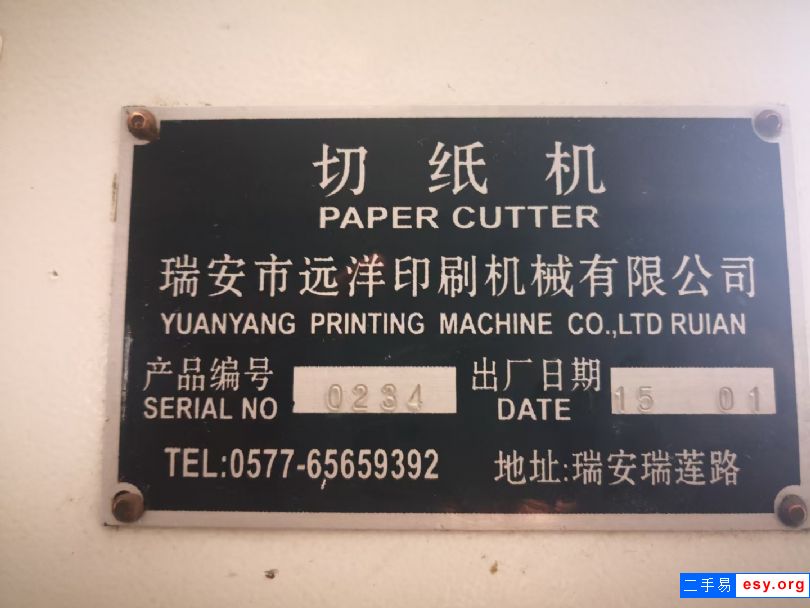 切纸机
PAPER CUTTER
瑞安市远洋印刷机械有限公司
YUANYANG PRINTING MACHINE CO.,LTD RUIAN
产品编号 0234 出厂日期 15 01
SERIAL NO DATE
TEL:0577-65659392 地址:瑞安瑞莲路
二手易 esy.org